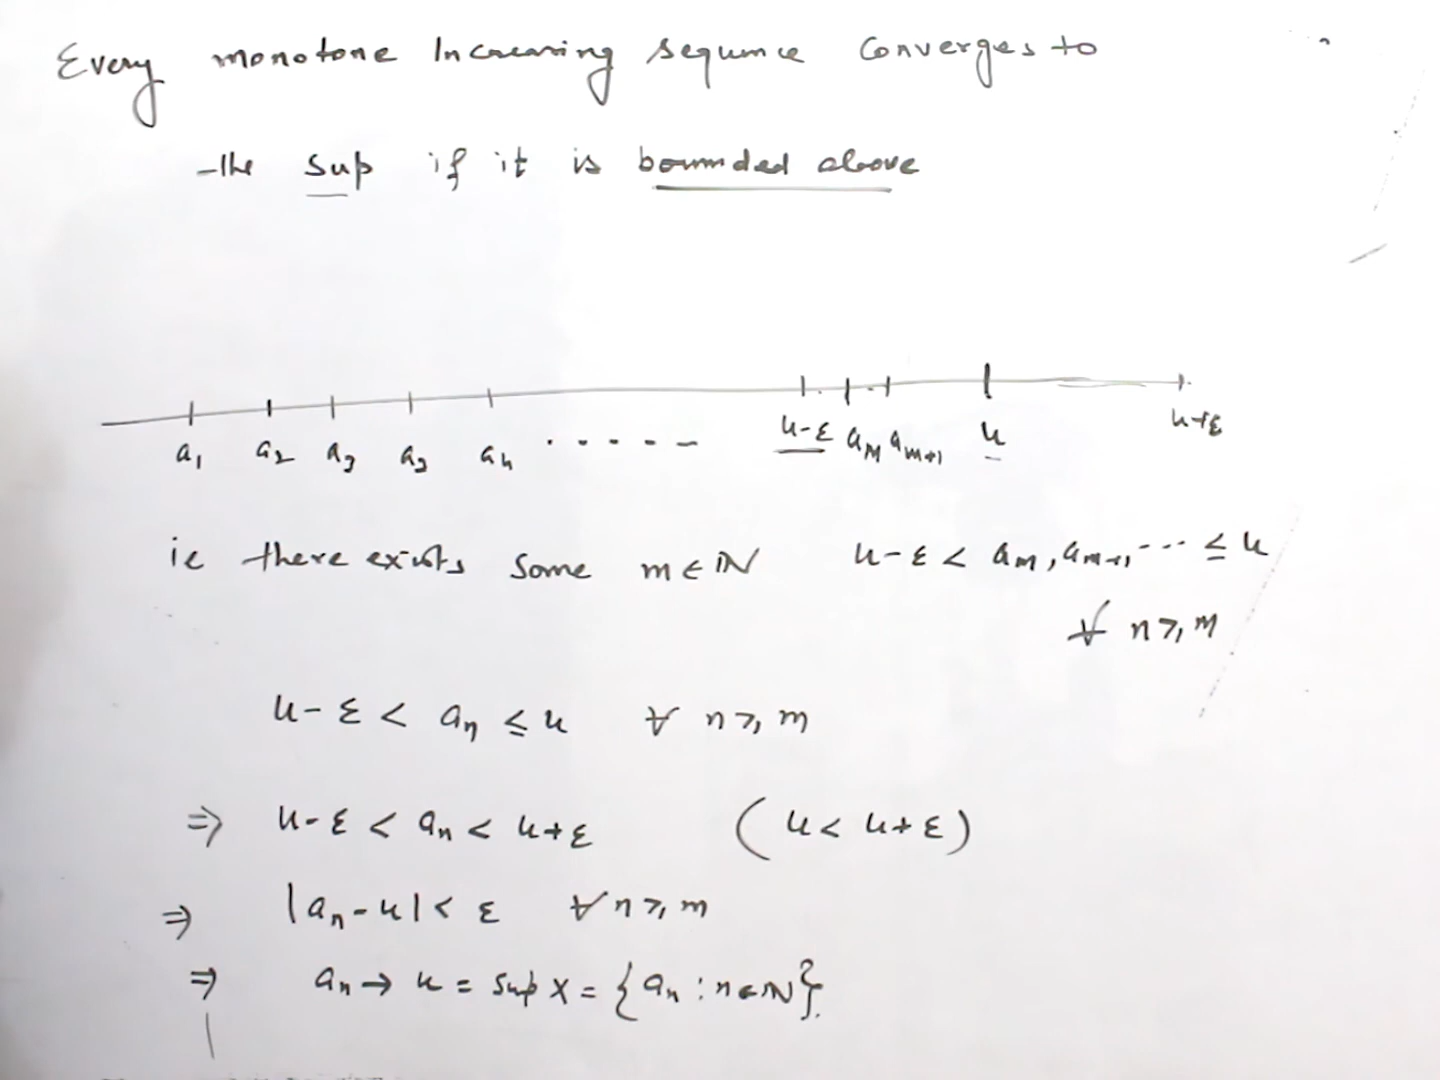 Every monotone Increasing sequence Converges to
the sup if it is bounded above
a1 a2 a3 a3 a4 ..... u-ε am am+1 u u+ε
ie there exists some m ∈ ℕ u-ε < am, am+1, ... ≤ u
∀ n ≥ m
u-ε < an ≤ u ∀ n ≥ m
⇒ u-ε < an < u+ε (u < u+ε)
⇒ |an-u| < ε ∀ n ≥ m
⇒ an → u = sup X = {an : n ∈ ℕ}.